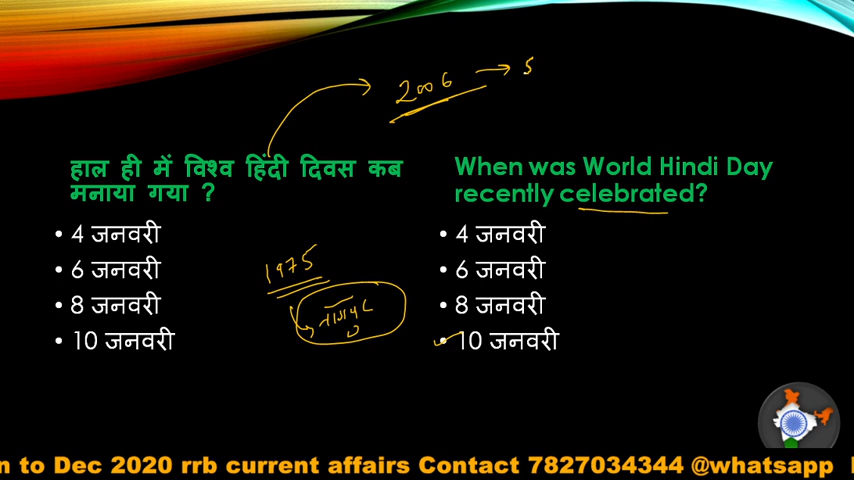 2006 → 5
हाल ही में विश्व हिंदी दिवस कब
मनाया गया ?
• 4 जनवरी
• 6 जनवरी
• 8 जनवरी
• 10 जनवरी
1975
नागपुर
When was World Hindi Day
recently celebrated?
• 4 जनवरी
• 6 जनवरी
• 8 जनवरी
• 10 जनवरी
n to Dec 2020 rrb current affairs Contact 7827034344 @whatsapp